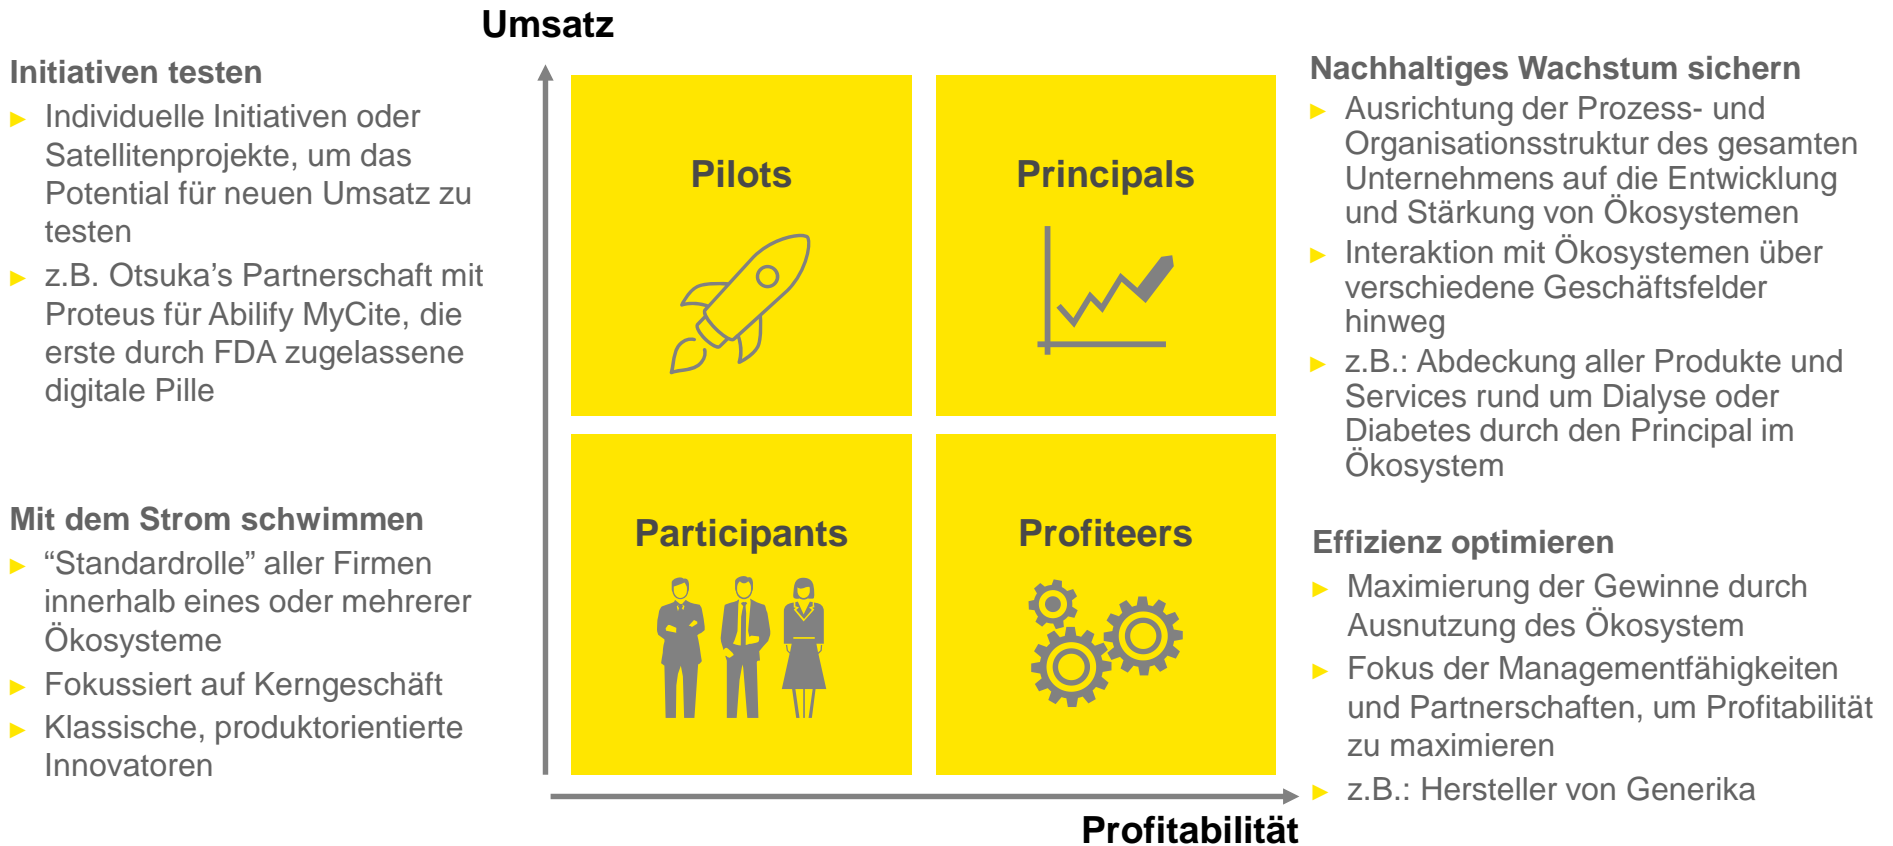 Umsatz
Initiativen testen
► Individuelle Initiativen oder
Satellitenprojekte, um das
Potential für neuen Umsatz zu
testen
► z.B. Otsuka’s Partnerschaft mit
Proteus für Abilify MyCite, die
erste durch FDA zugelassene
digitale Pille
Mit dem Strom schwimmen
► “Standardrolle” aller Firmen
innerhalb eines oder mehrerer
Ökosysteme
► Fokussiert auf Kerngeschäft
► Klassische, produktorientierte
Innovatoren
Pilots
Principals
Participants
Profiteers
Nachhaltiges Wachstum sichern
► Ausrichtung der Prozess- und
Organisationsstruktur des gesamten
Unternehmens auf die Entwicklung
und Stärkung von Ökosystemen
► Interaktion mit Ökosystemen über
verschiedene Geschäftsfelder
hinweg
► z.B.: Abdeckung aller Produkte und
Services rund um Dialyse oder
Diabetes durch den Principal im
Ökosystem
Effizienz optimieren
► Maximierung der Gewinne durch
Ausnutzung des Ökosystem
► Fokus der Managementfähigkeiten
und Partnerschaften, um Profitabilität
zu maximieren
► z.B.: Hersteller von Generika
Profitabilität